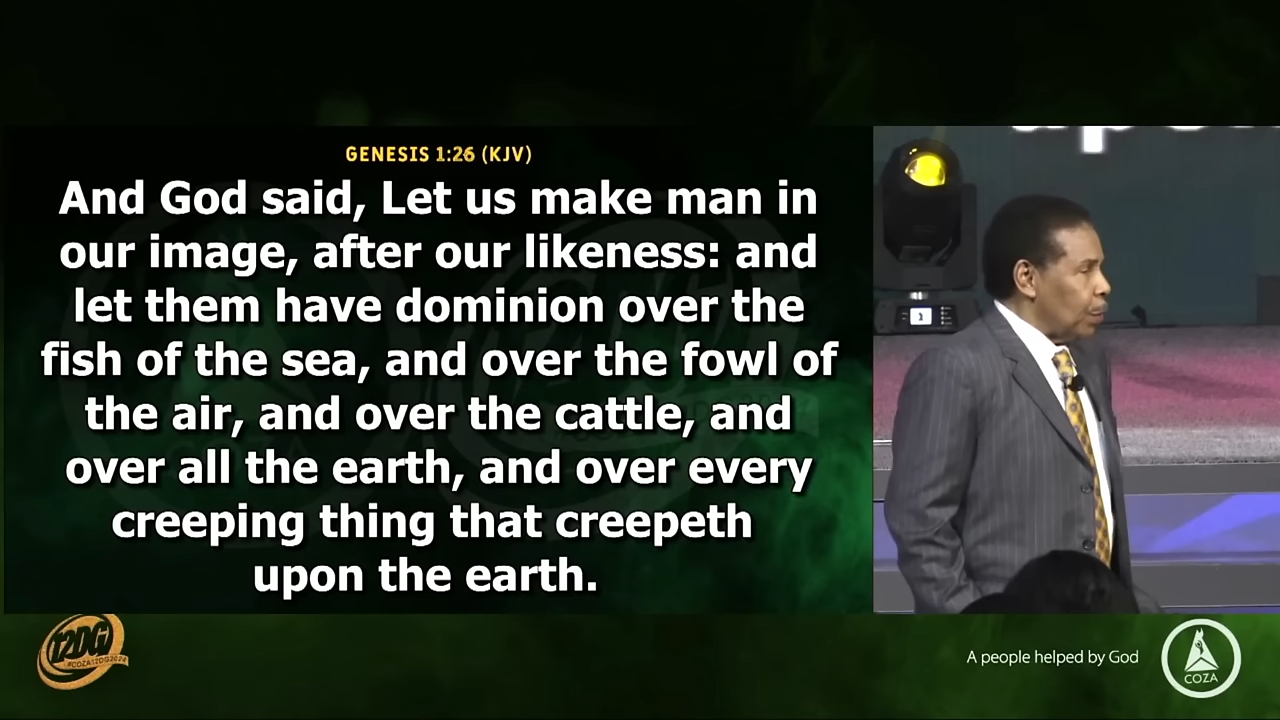 GENESIS 1:26 (KJV)
And God said, Let us make man in
our image, after our likeness: and
let them have dominion over the
fish of the sea, and over the fowl of
the air, and over the cattle, and
over all the earth, and over every
creeping thing that creepeth
upon the earth.
12DGJ
#COZA12DG2024
A people helped by God
COZA